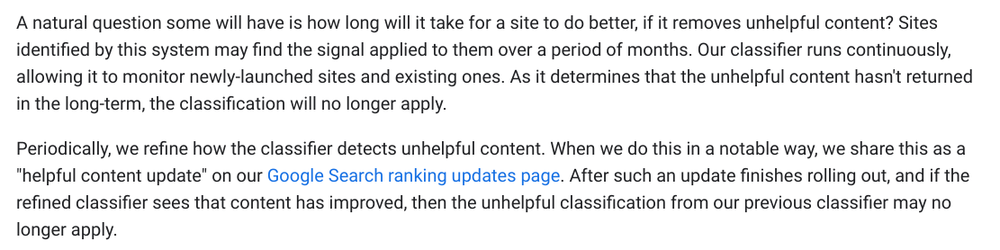 A natural question some will have is how long will it take for a site to do better, if it removes unhelpful content? Sites
identified by this system may find the signal applied to them over a period of months. Our classifier runs continuously,
allowing it to monitor newly-launched sites and existing ones. As it determines that the unhelpful content hasn't returned
in the long-term, the classification will no longer apply.
Periodically, we refine how the classifier detects unhelpful content. When we do this in a notable way, we share this as a
"helpful content update" on our Google Search ranking updates page. After such an update finishes rolling out, and if the
refined classifier sees that content has improved, then the unhelpful classification from our previous classifier may no
longer apply.